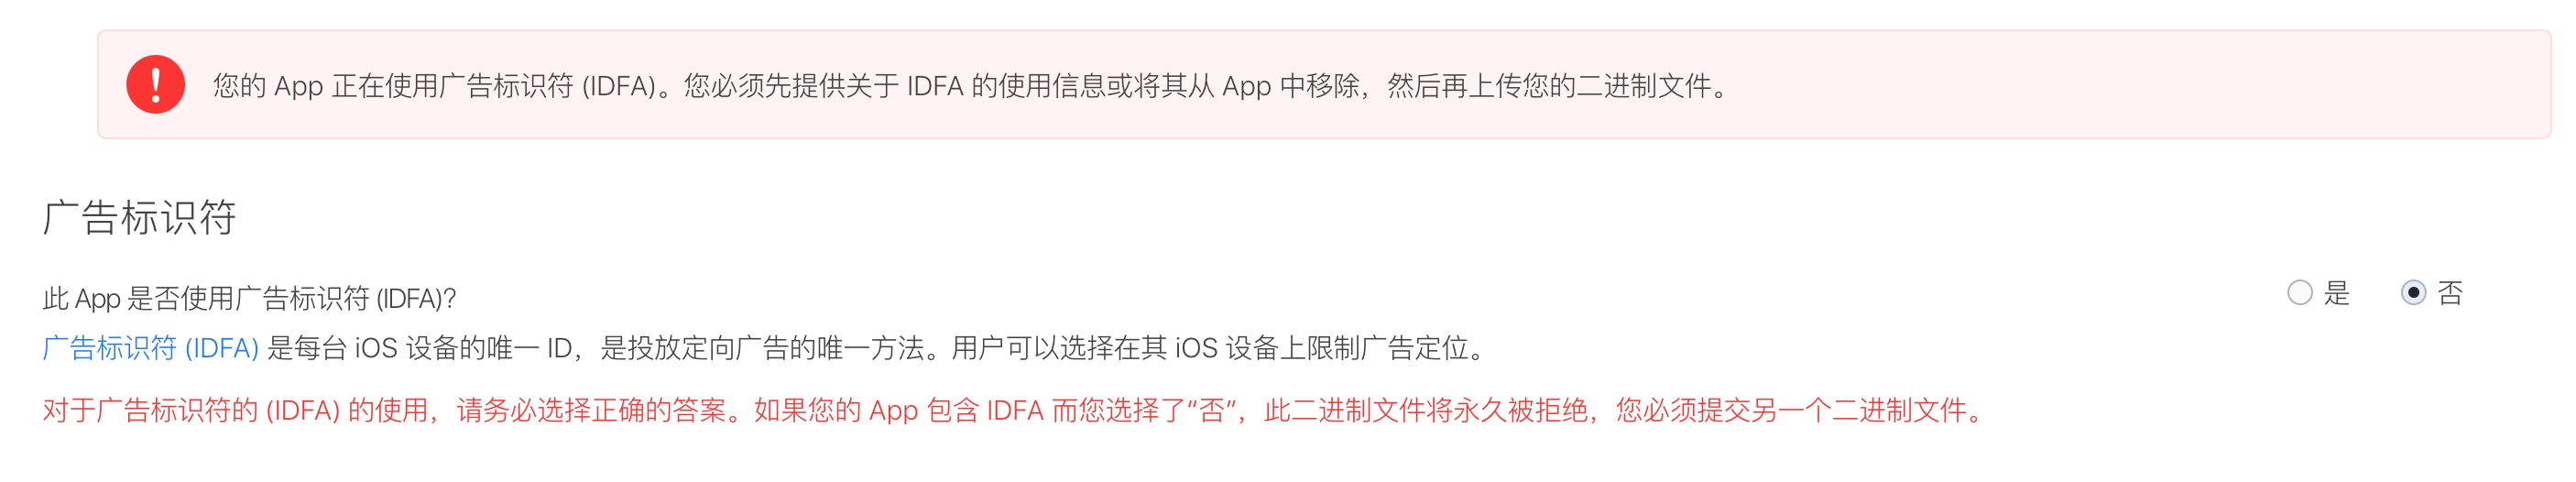 您的 App 正在使用广告标识符 (IDFA)。您必须先提供关于 IDFA 的使用信息或将其从 App 中移除，然后再上传您的二进制文件。
广告标识符
此 App 是否使用广告标识符 (IDFA)?
是 否
广告标识符 (IDFA) 是每台 iOS 设备的唯一 ID，是投放定向广告的唯一方法。用户可以选择在其 iOS 设备上限制广告定位。
对于广告标识符的 (IDFA) 的使用，请务必选择正确的答案。如果您的 App 包含 IDFA 而您选择了“否”，此二进制文件将永久被拒绝，您必须提交另一个二进制文件。